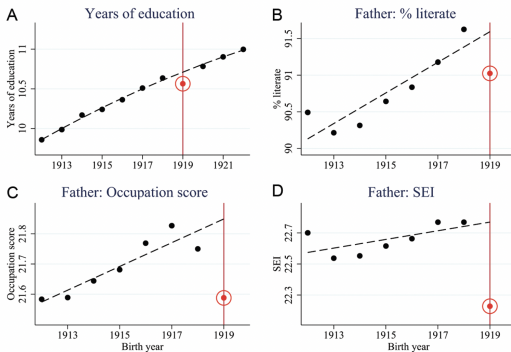 A
Years of education
Years of education
11
10.5
10
1913
1915
1917
1919
1921
B
Father: % literate
% literate
91.5
91
90.5
90
1913
1915
1917
1919
C
Father: Occupation score
Occupation score
21.8
21.7
21.6
1913
1915
1917
1919
Birth year
D
Father: SEI
SEI
22.7
22.5
22.3
1913
1915
1917
1919
Birth year